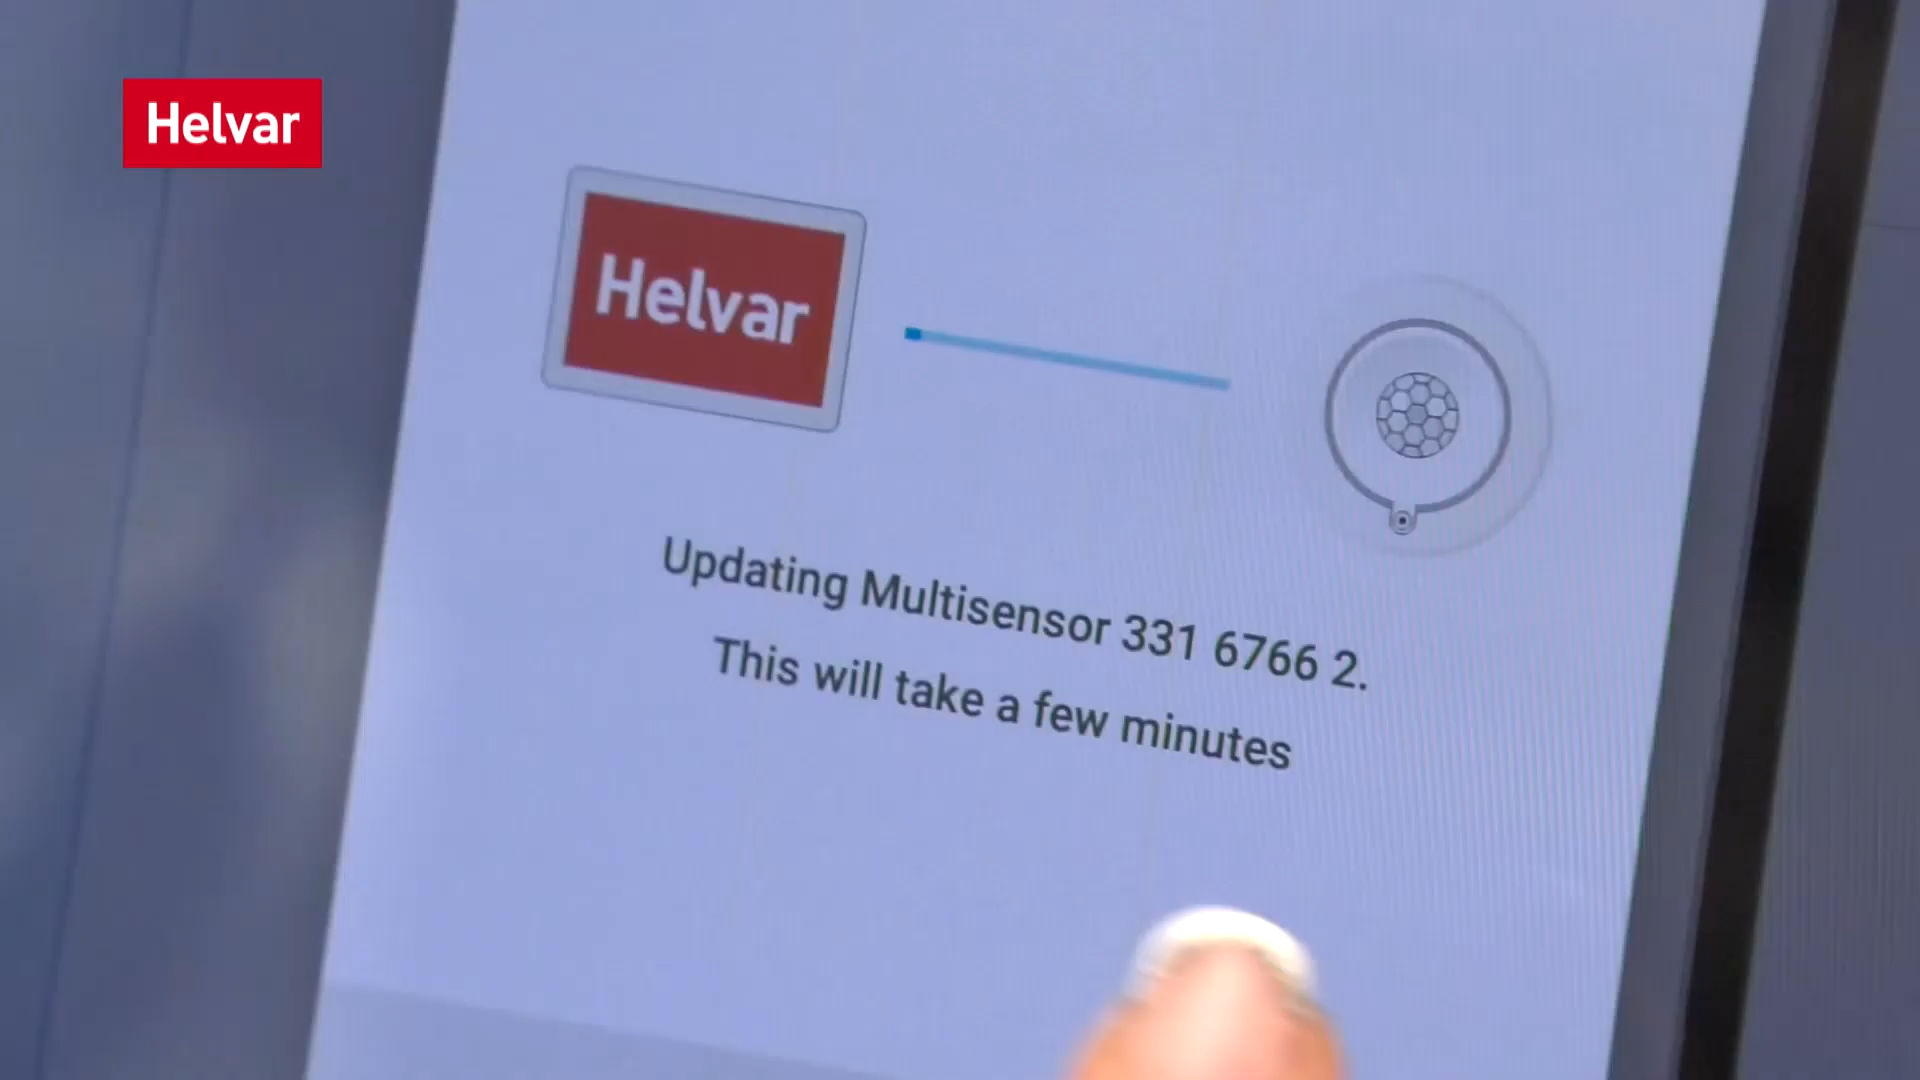 Helvar
Helvar
Updating Multisensor 331 6766 2.
This will take a few minutes